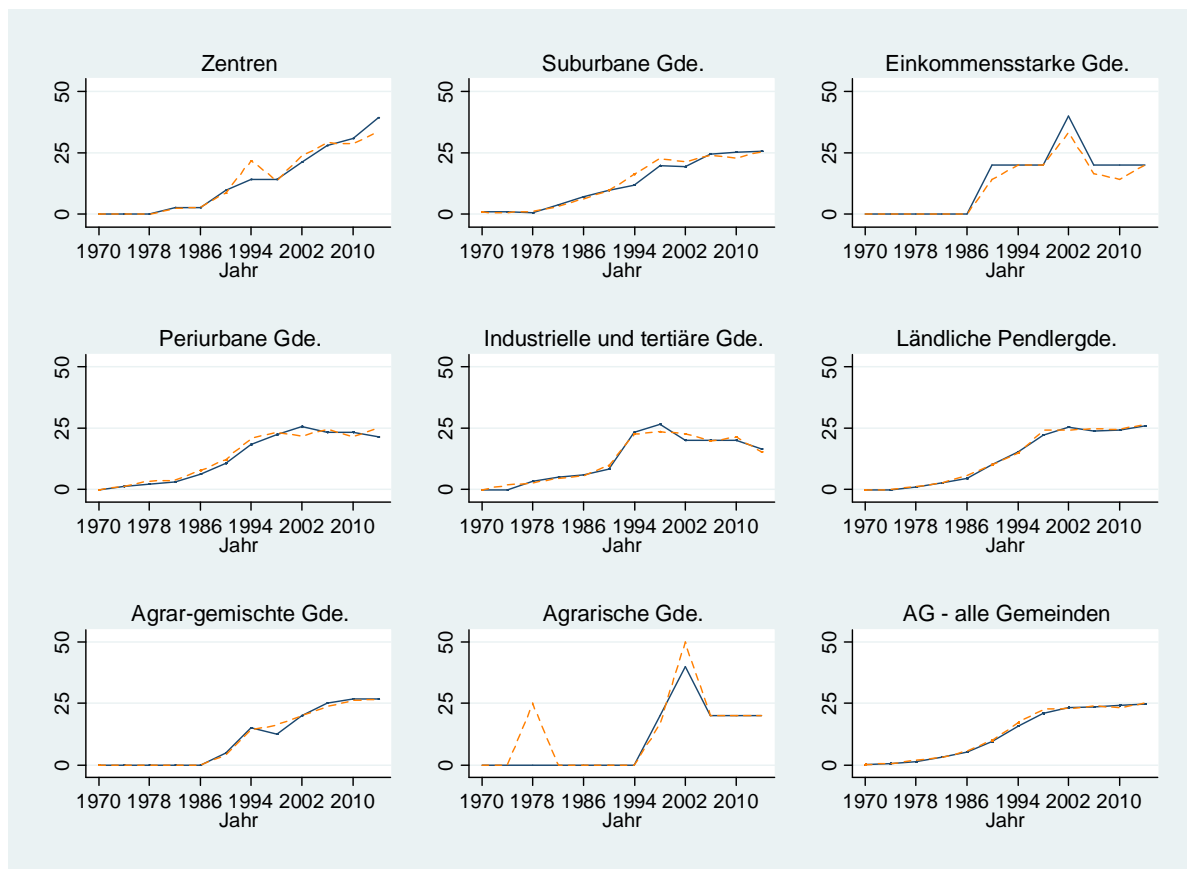 Zentren
50
25
0
1970 1978 1986 1994 2002 2010
Jahr
Suburbane Gde.
50
25
0
1970 1978 1986 1994 2002 2010
Jahr
Einkommensstarke Gde.
50
25
0
1970 1978 1986 1994 2002 2010
Jahr
Periurbane Gde.
50
25
0
1970 1978 1986 1994 2002 2010
Jahr
Industrielle und tertiäre Gde.
50
25
0
1970 1978 1986 1994 2002 2010
Jahr
Ländliche Pendlergde.
50
25
0
1970 1978 1986 1994 2002 2010
Jahr
Agrar-gemischte Gde.
50
25
0
1970 1978 1986 1994 2002 2010
Jahr
Agrarische Gde.
50
25
0
1970 1978 1986 1994 2002 2010
Jahr
AG - alle Gemeinden
50
25
0
1970 1978 1986 1994 2002 2010
Jahr